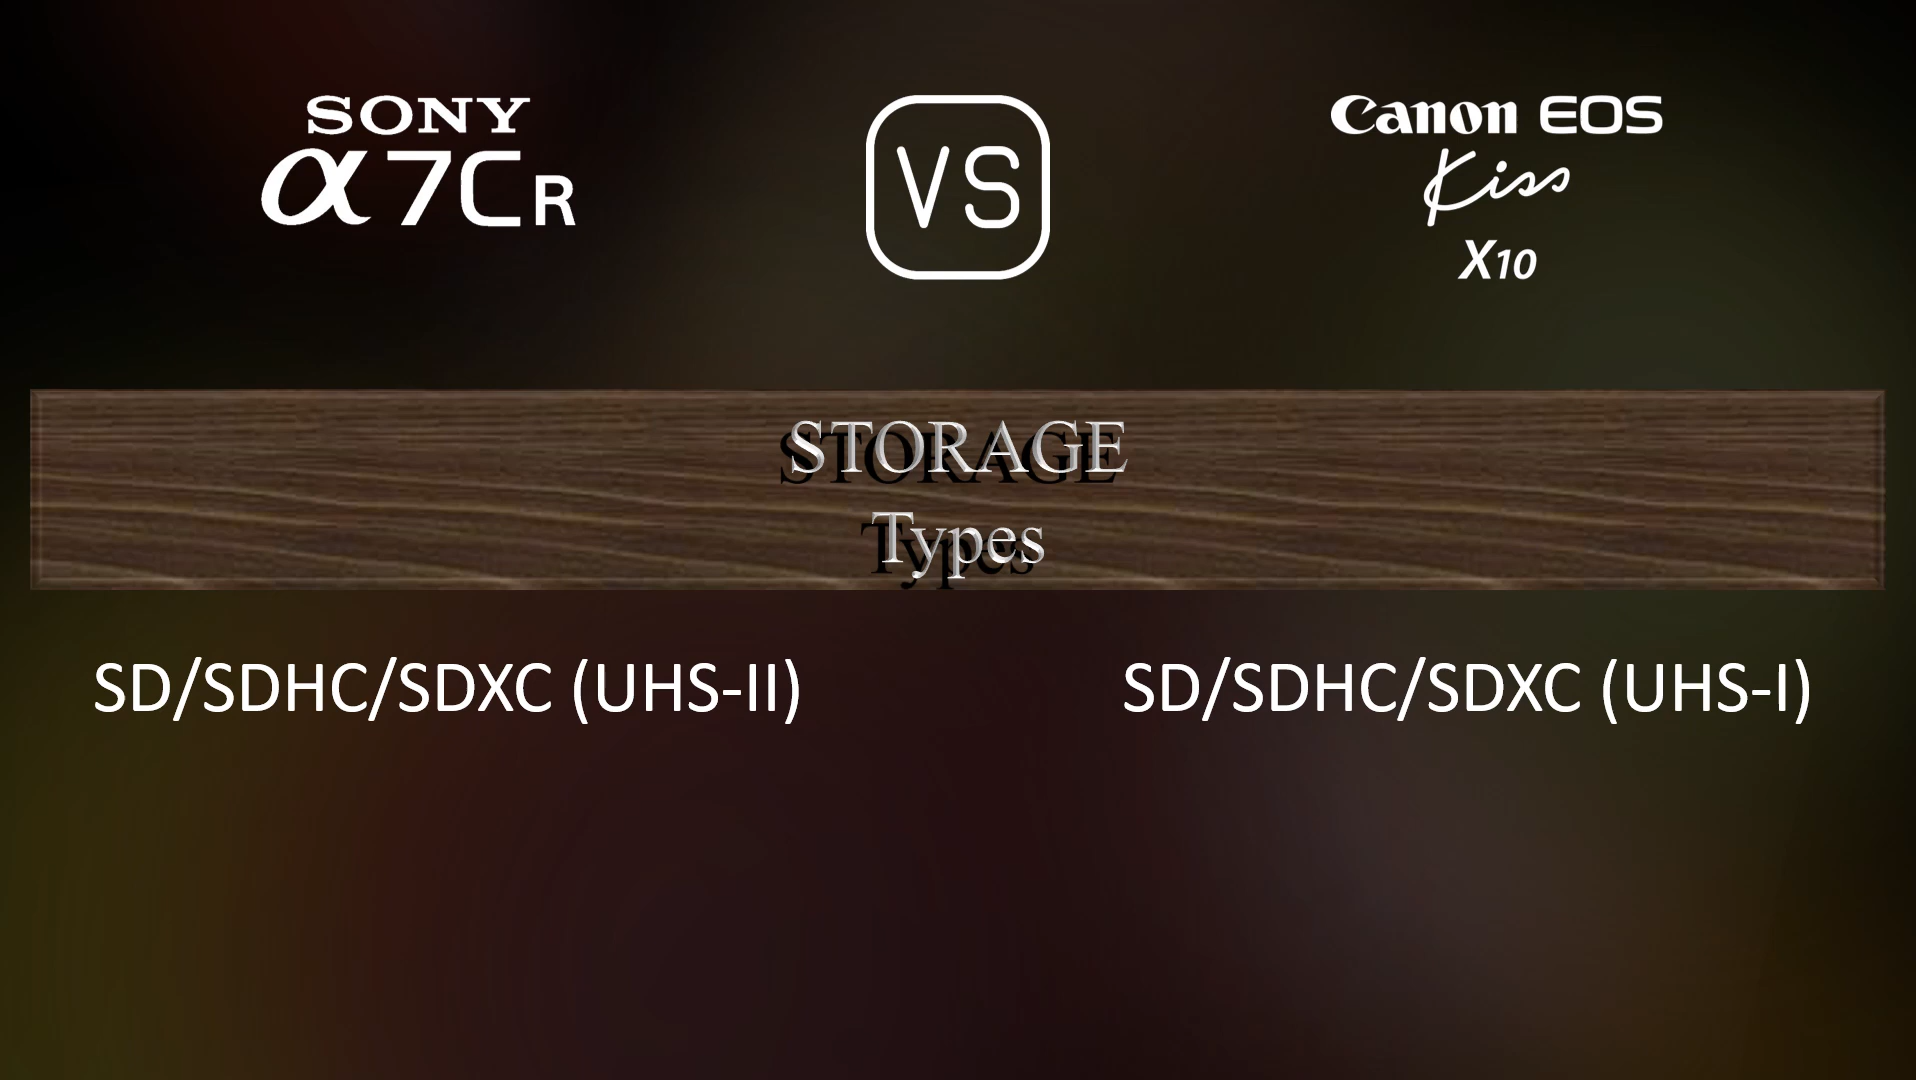 SONY
α7CR
VS
Canon EOS
Kiss
X10
STORAGE
Types
SD/SDHC/SDXC (UHS-II)
SD/SDHC/SDXC (UHS-I)